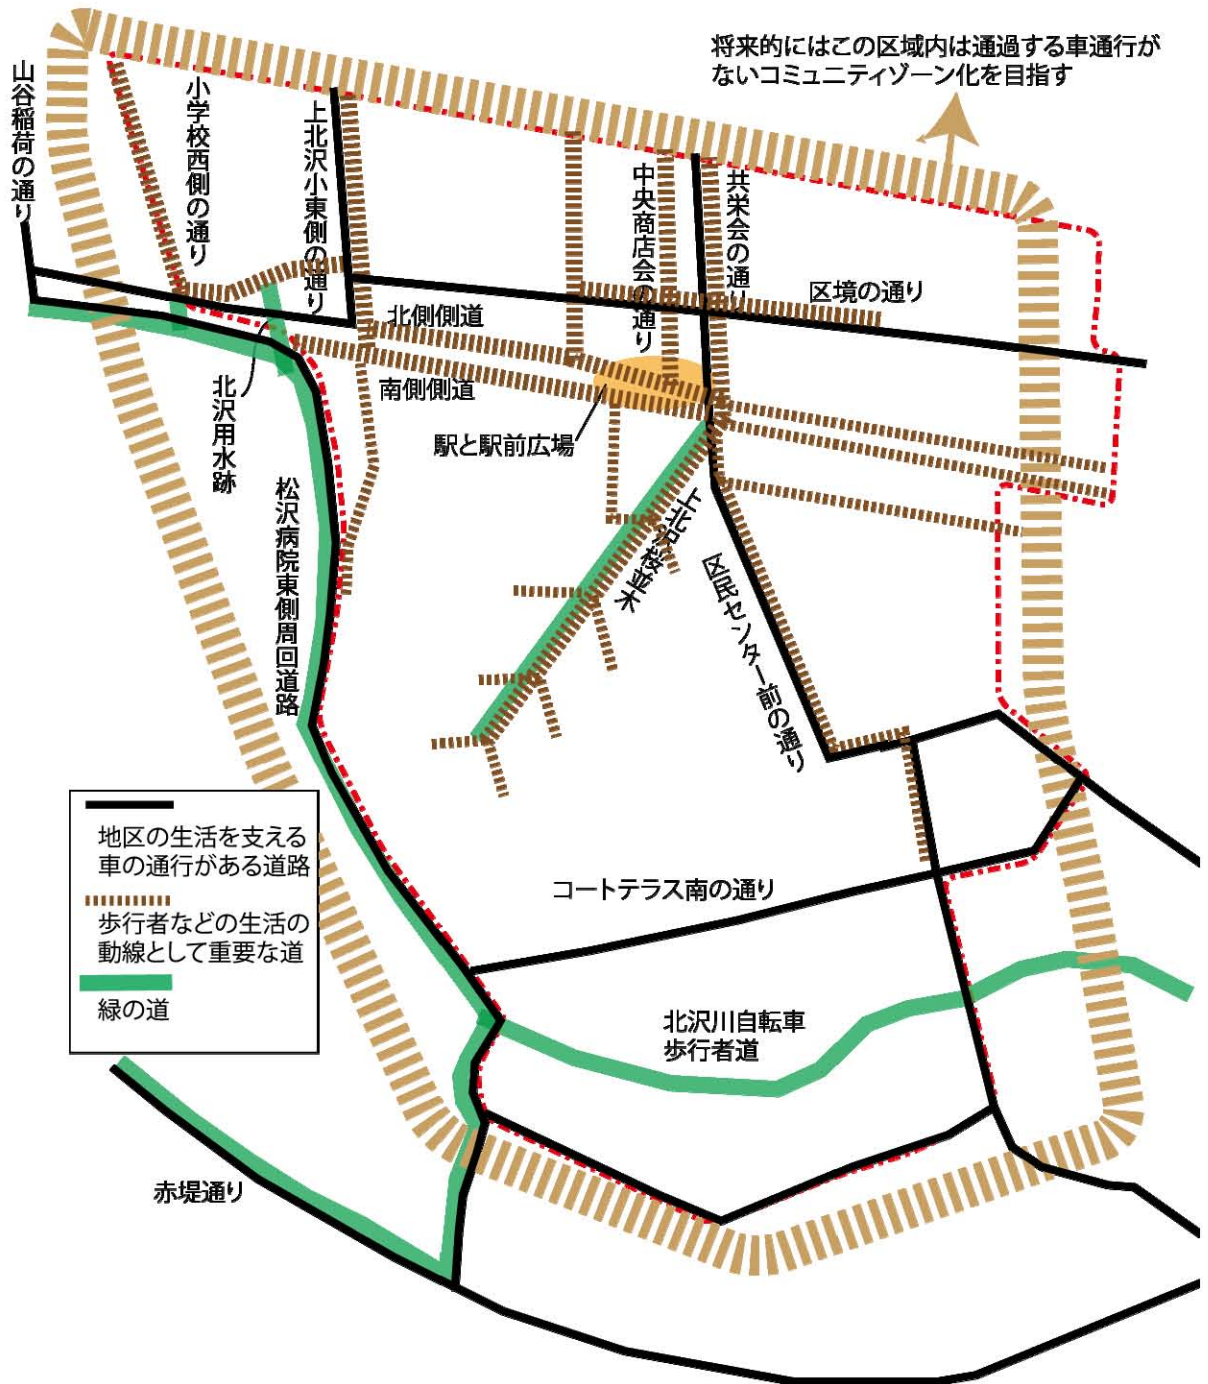 将来的にはこの区域内は通過する車通行が
ないコミュニティゾーン化を目指す
山谷稲荷の通り
小学校西側の通り
上北沢小東側の通り
中央商店会の通り
共栄会の通り
区境の通り
北側側道
南側側道
駅と駅前広場
北沢用水跡
松沢病院東側周回道路
上北沢桜並木
区民センター前の通り
地区の生活を支える
車の通行がある道路
歩行者などの生活の
動線として重要な道
緑の道
コートテラス南の通り
北沢川自転車
歩行者道
赤堤通り